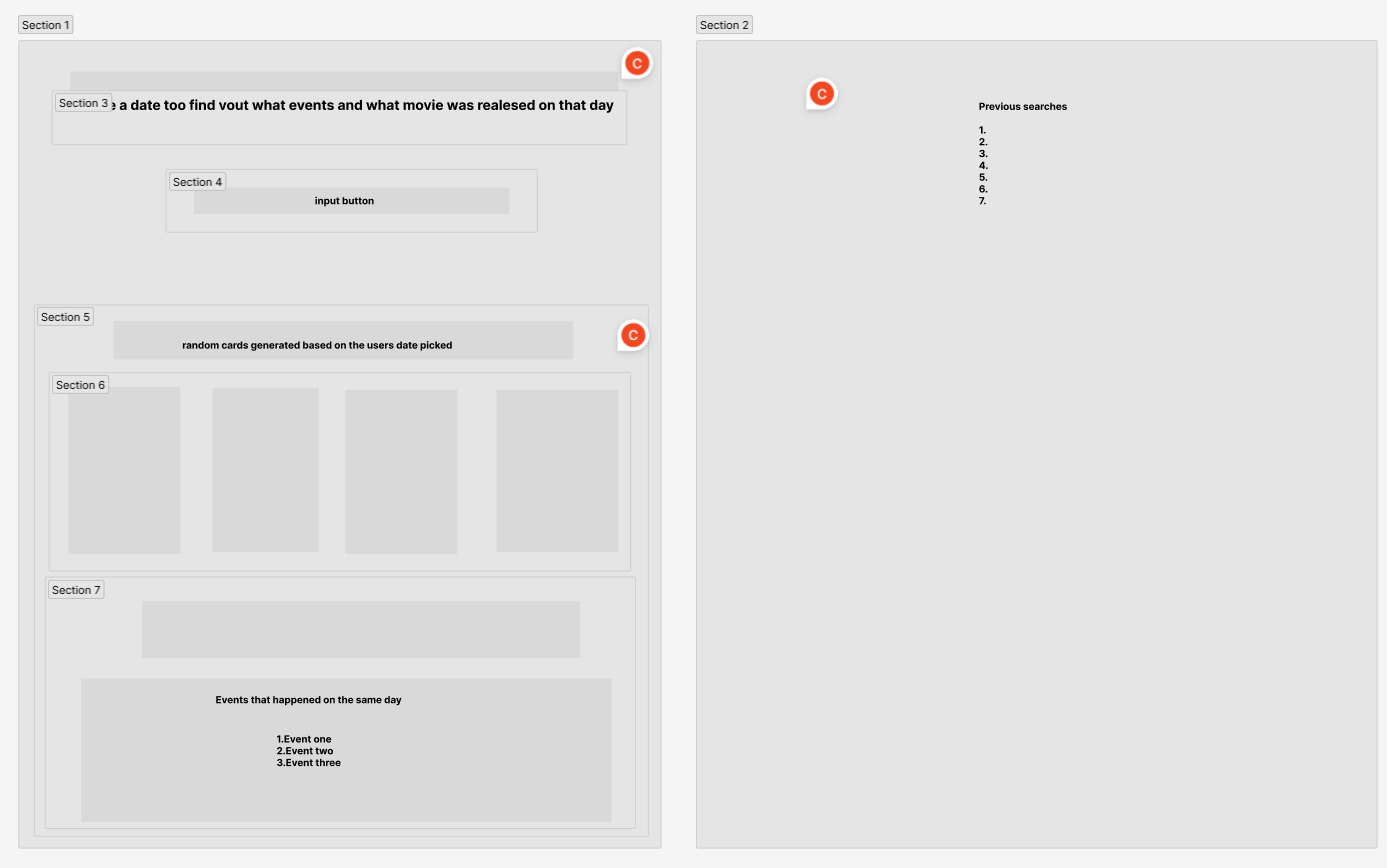 Section 1
Section 2
C
C
Section 3
a date too find vout what events and what movie was realesed on that day
Previous searches
1.
2.
3.
4.
5.
6.
7.
Section 4
input button
Section 5
C
random cards generated based on the users date picked
Section 6
Section 7
Events that happened on the same day
1.Event one
2.Event two
3.Event three